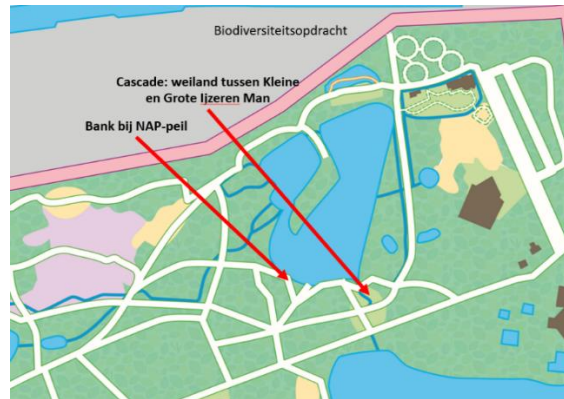 Biodiversiteitsopdracht
Cascade: weiland tussen Kleine
en Grote Ijzeren Man
Bank bij NAP-peil